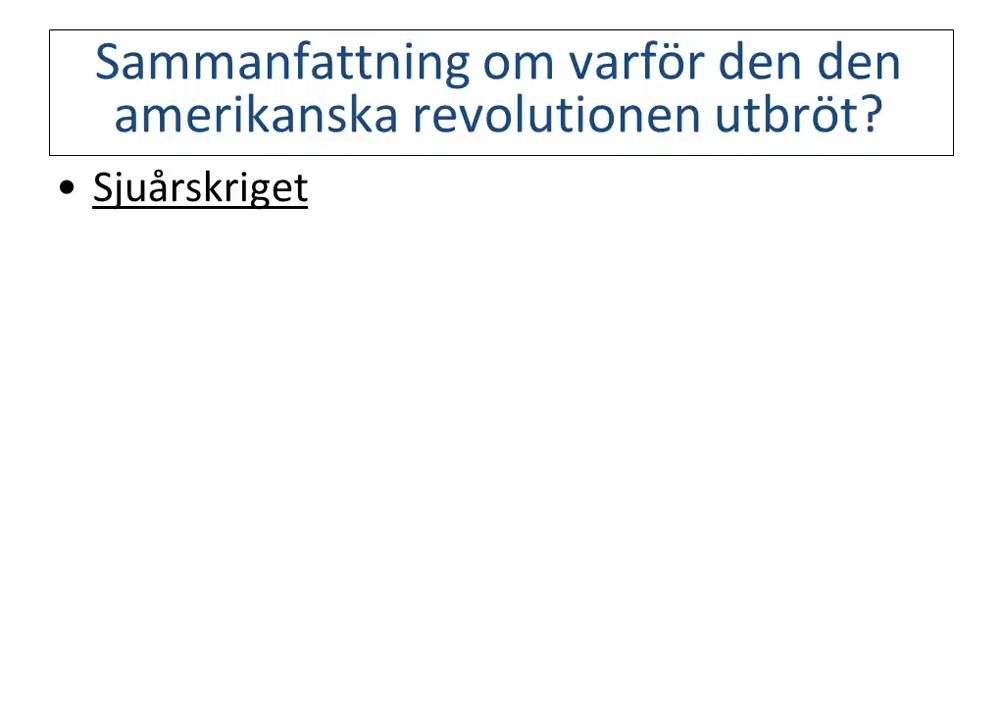 Sammanfattning om varför den den
amerikanska revolutionen utbröt?
• Sjuårskriget